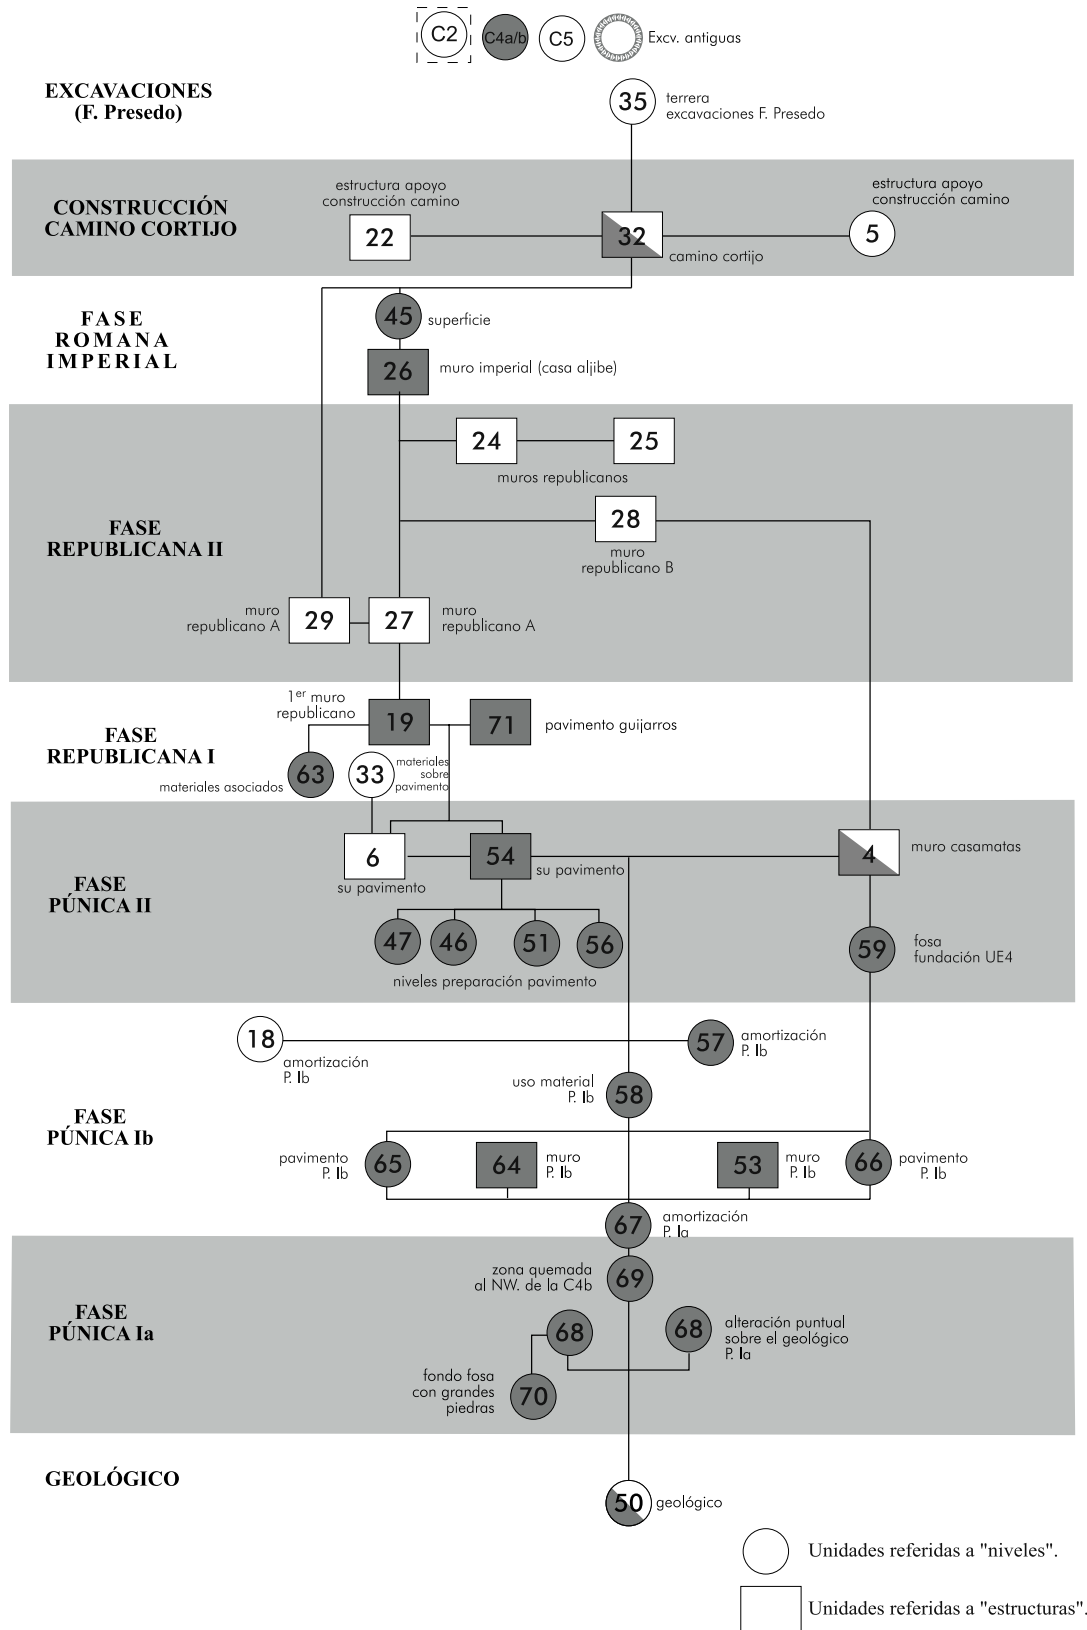 C2
C4a/b
C5
Excv. antiguas
EXCAVACIONES
(F. Presedo)
35
terrera
excavaciones F. Presedo
CONSTRUCCIÓN
CAMINO CORTIJO
estructura apoyo
construcción camino
22
32
camino cortijo
estructura apoyo
construcción camino
5
FASE
ROMANA
IMPERIAL
45
superficie
26
muro imperial (casa aljibe)
FASE
REPUBLICANA II
24
25
muros republicanos
28
muro
republicano B
muro
republicano A
29
27
muro
republicano A
FASE
REPUBLICANA I
1er muro
republicano
19
71
pavimento guijarros
63
materiales asociados
33
materiales
sobre
pavimento
FASE
PÚNICA II
6
su pavimento
54
su pavimento
4
muro casamatas
47
46
51
56
niveles preparación pavimento
59
fosa
fundación UE4
FASE
PÚNICA Ib
18
amortización
P. Ib
57
amortización
P. Ib
uso material
P. Ib
58
pavimento
P. Ib
65
64
muro
P. Ib
53
muro
P. Ib
66
pavimento
P. Ib
67
amortización
P. Ia
FASE
PÚNICA Ia
zona quemada
al NW. de la C4b
69
68
68
alteración puntual
sobre el geológico
P. Ia
fondo fosa
con grandes
piedras
70
GEOLÓGICO
50
geológico
Unidades referidas a "niveles".
Unidades referidas a "estructuras".